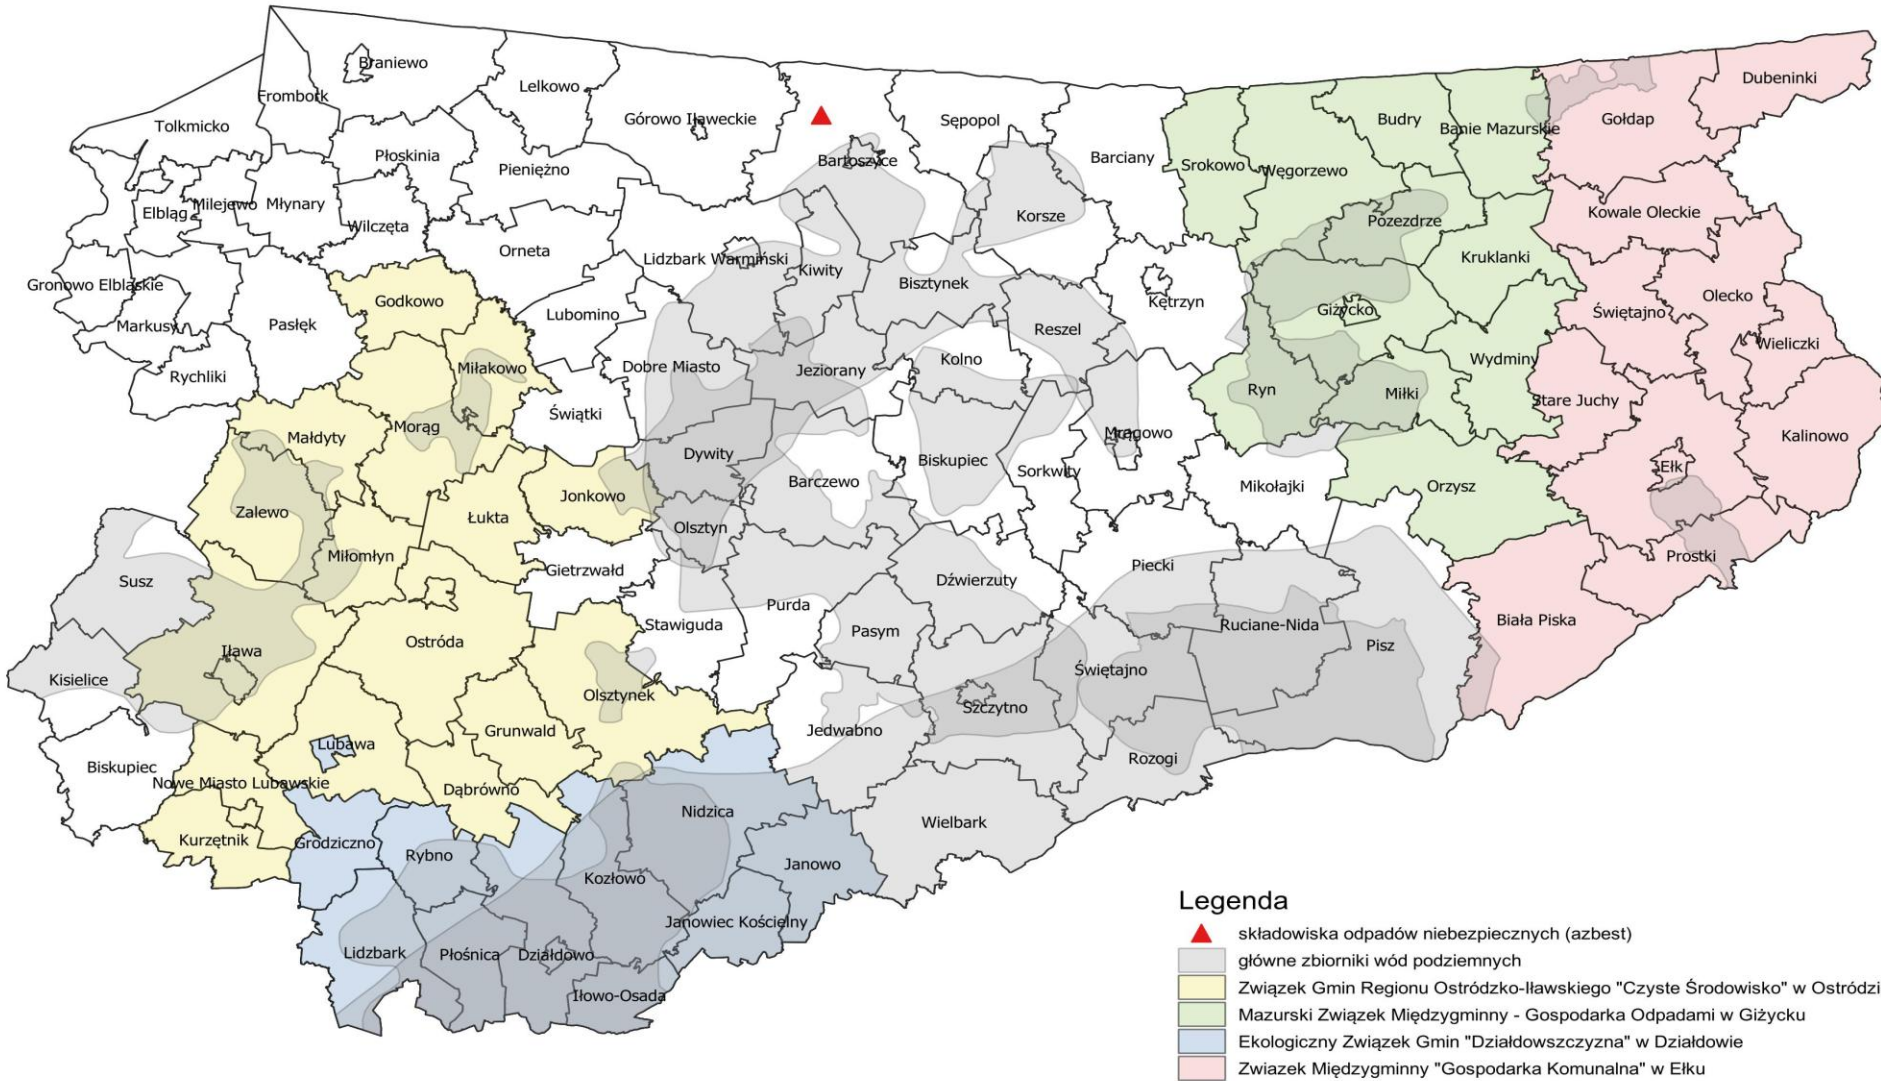 Braniewo
Lelkowo
Dubeninki
Frombork
Górowo Iławeckie
Sępopol
Budry
Gołdap
Tolkmicko
Banie Mazurskie
Płoskinia
Bartoszyce
Barciany
Srokowo
Węgorzewo
Pieniężno
Milejewo
Młynary
Elbląg
Korsze
Kowale Oleckie
Wilczęta
Pozezdrze
Orneta
Lidzbark Warmiński
Kiwity
Kruklanki
Gronowo Elbląskie
Bisztynek
Godkowo
Kętrzyn
Olecko
Markusy
Pasłęk
Lubomino
Giżycko
Świętajno
Reszel
Wieliczki
Rychliki
Miłakowo
Dobre Miasto
Jeziorany
Kolno
Wydminy
Ryn
Miłki
Stare Juchy
Świątki
Małdyty
Morąg
Mrągowo
Kalinowo
Dywity
Biskupiec
Sorkwity
Ełk
Barczewo
Mikołajki
Orzysz
Jonkowo
Zalewo
Łukta
Olsztyn
Miłomłyn
Prostki
Gietrzwałd
Piecki
Susz
Dźwierzuty
Purda
Biała Piska
Stawiguda
Pasym
Ruciane-Nida
Ostróda
Pisz
Iława
Świętajno
Kisielice
Olsztynek
Szczytno
Grunwald
Jedwabno
Lubawa
Rozogi
Biskupiec
Nowe Miasto Lubawskie
Dąbrówno
Nidzica
Wielbark
Kurzętnik
Grodziczno
Rybno
Janowo
Kozłowo
Janowiec Kościelny
Lidzbark
Płośnica
Działdowo
Iłowo-Osada
Legenda
składowiska odpadów niebezpiecznych (azbest)
główne zbiorniki wód podziemnych
Związek Gmin Regionu Ostródzko-Iławskiego "Czyste Środowisko" w Ostródzi
Mazurski Związek Międzygminny - Gospodarka Odpadami w Giżycku
Ekologiczny Związek Gmin "Działdowszczyzna" w Działdowie
Zwiazek Międzygminny "Gospodarka Komunalna" w Ełku